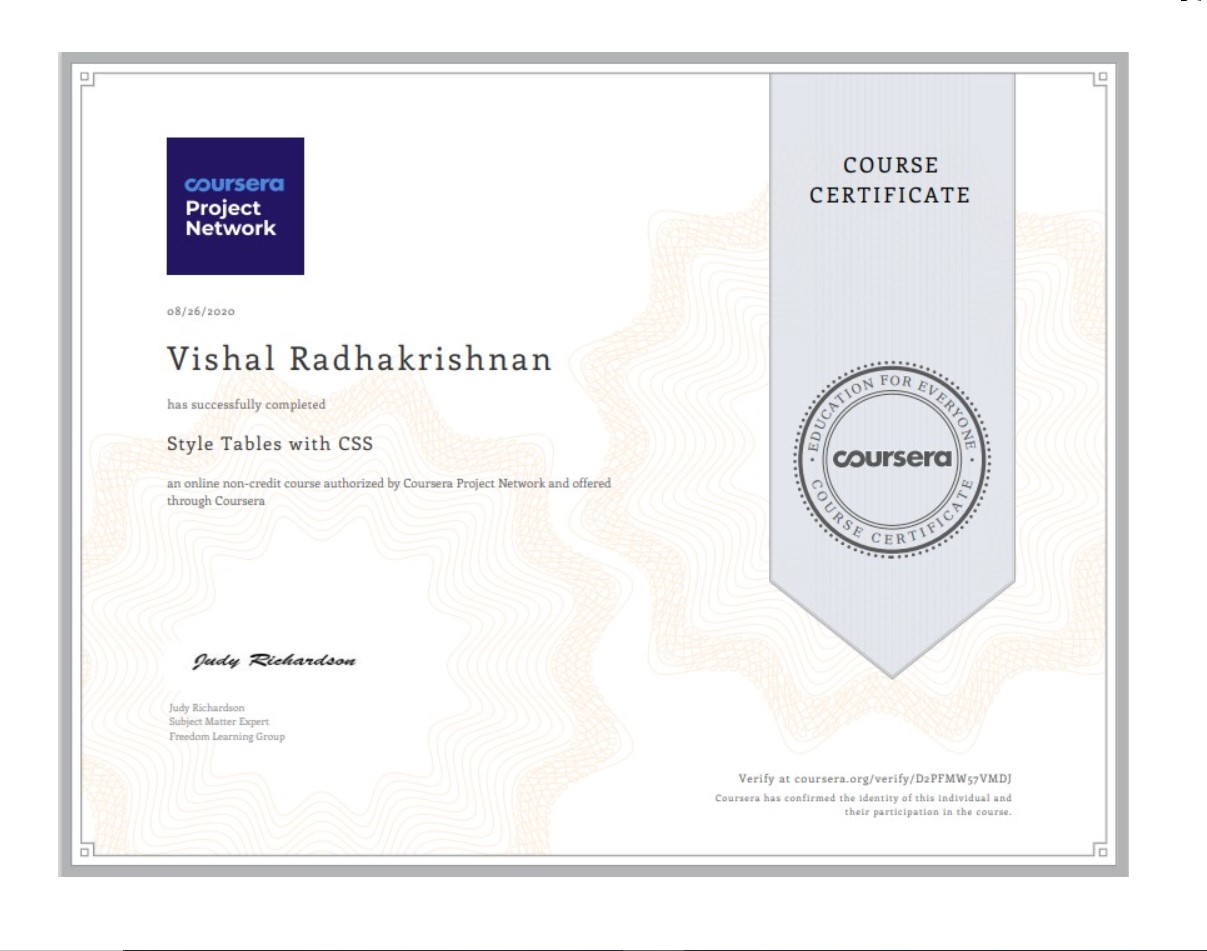 coursera
Project
Network
08/26/2020
Vishal Radhakrishnan
has successfully completed
Style Tables with CSS
an online non-credit course authorized by Coursera Project Network and offered
through Coursera
Judy Richardson
Judy Richardson
Subject Matter Expert
Freedom Learning Group
COURSE
CERTIFICATE
EDUCATION FOR EVERYONE
coursera
COURSE CERTIFICATE
Verify at coursera.org/verify/D2PFMW57VMDJ
Coursera has confirmed the identity of this individual and
their participation in the course.